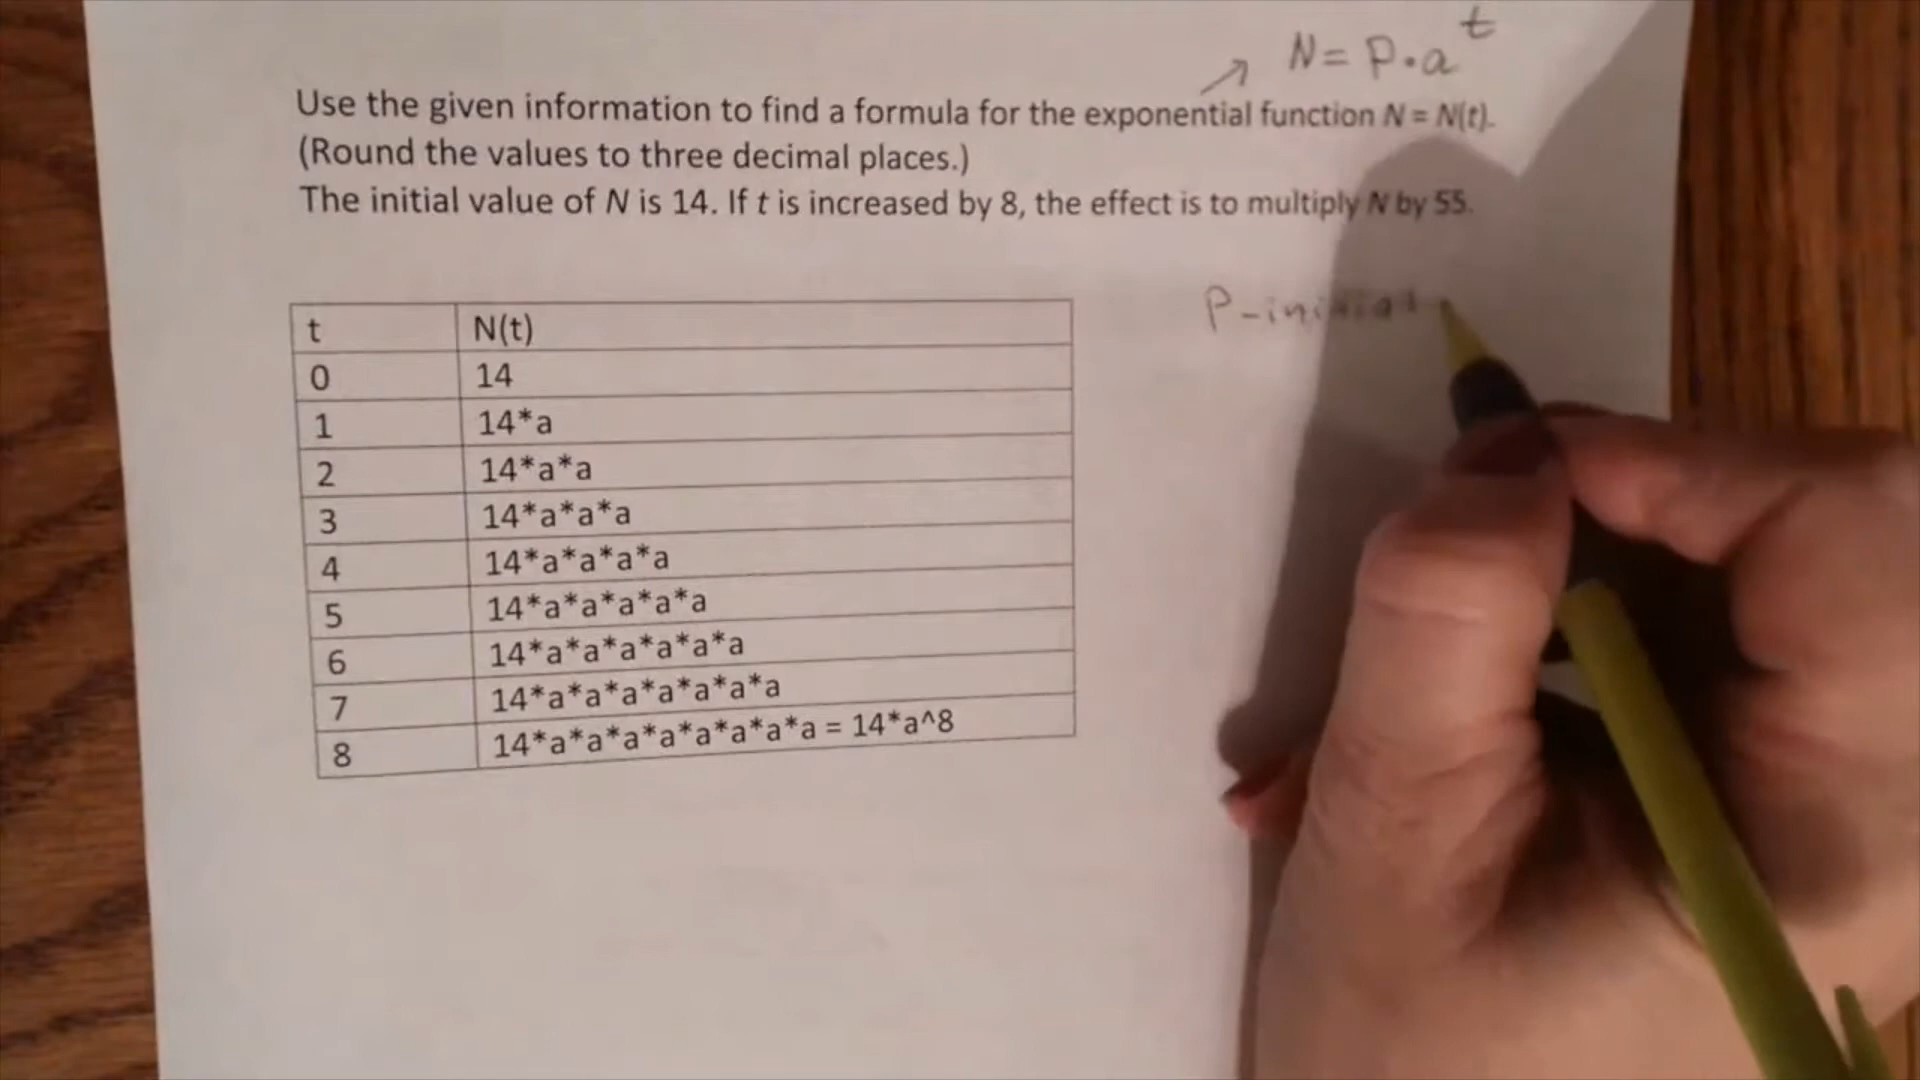 N = P·a^t
Use the given information to find a formula for the exponential function N = N(t).
(Round the values to three decimal places.)
The initial value of N is 14. If t is increased by 8, the effect is to multiply N by 55.
P-initial
t N(t)
0 14
1 14*a
2 14*a*a
3 14*a*a*a
4 14*a*a*a*a
5 14*a*a*a*a*a
6 14*a*a*a*a*a*a
7 14*a*a*a*a*a*a*a
8 14*a*a*a*a*a*a*a*a = 14*a^8